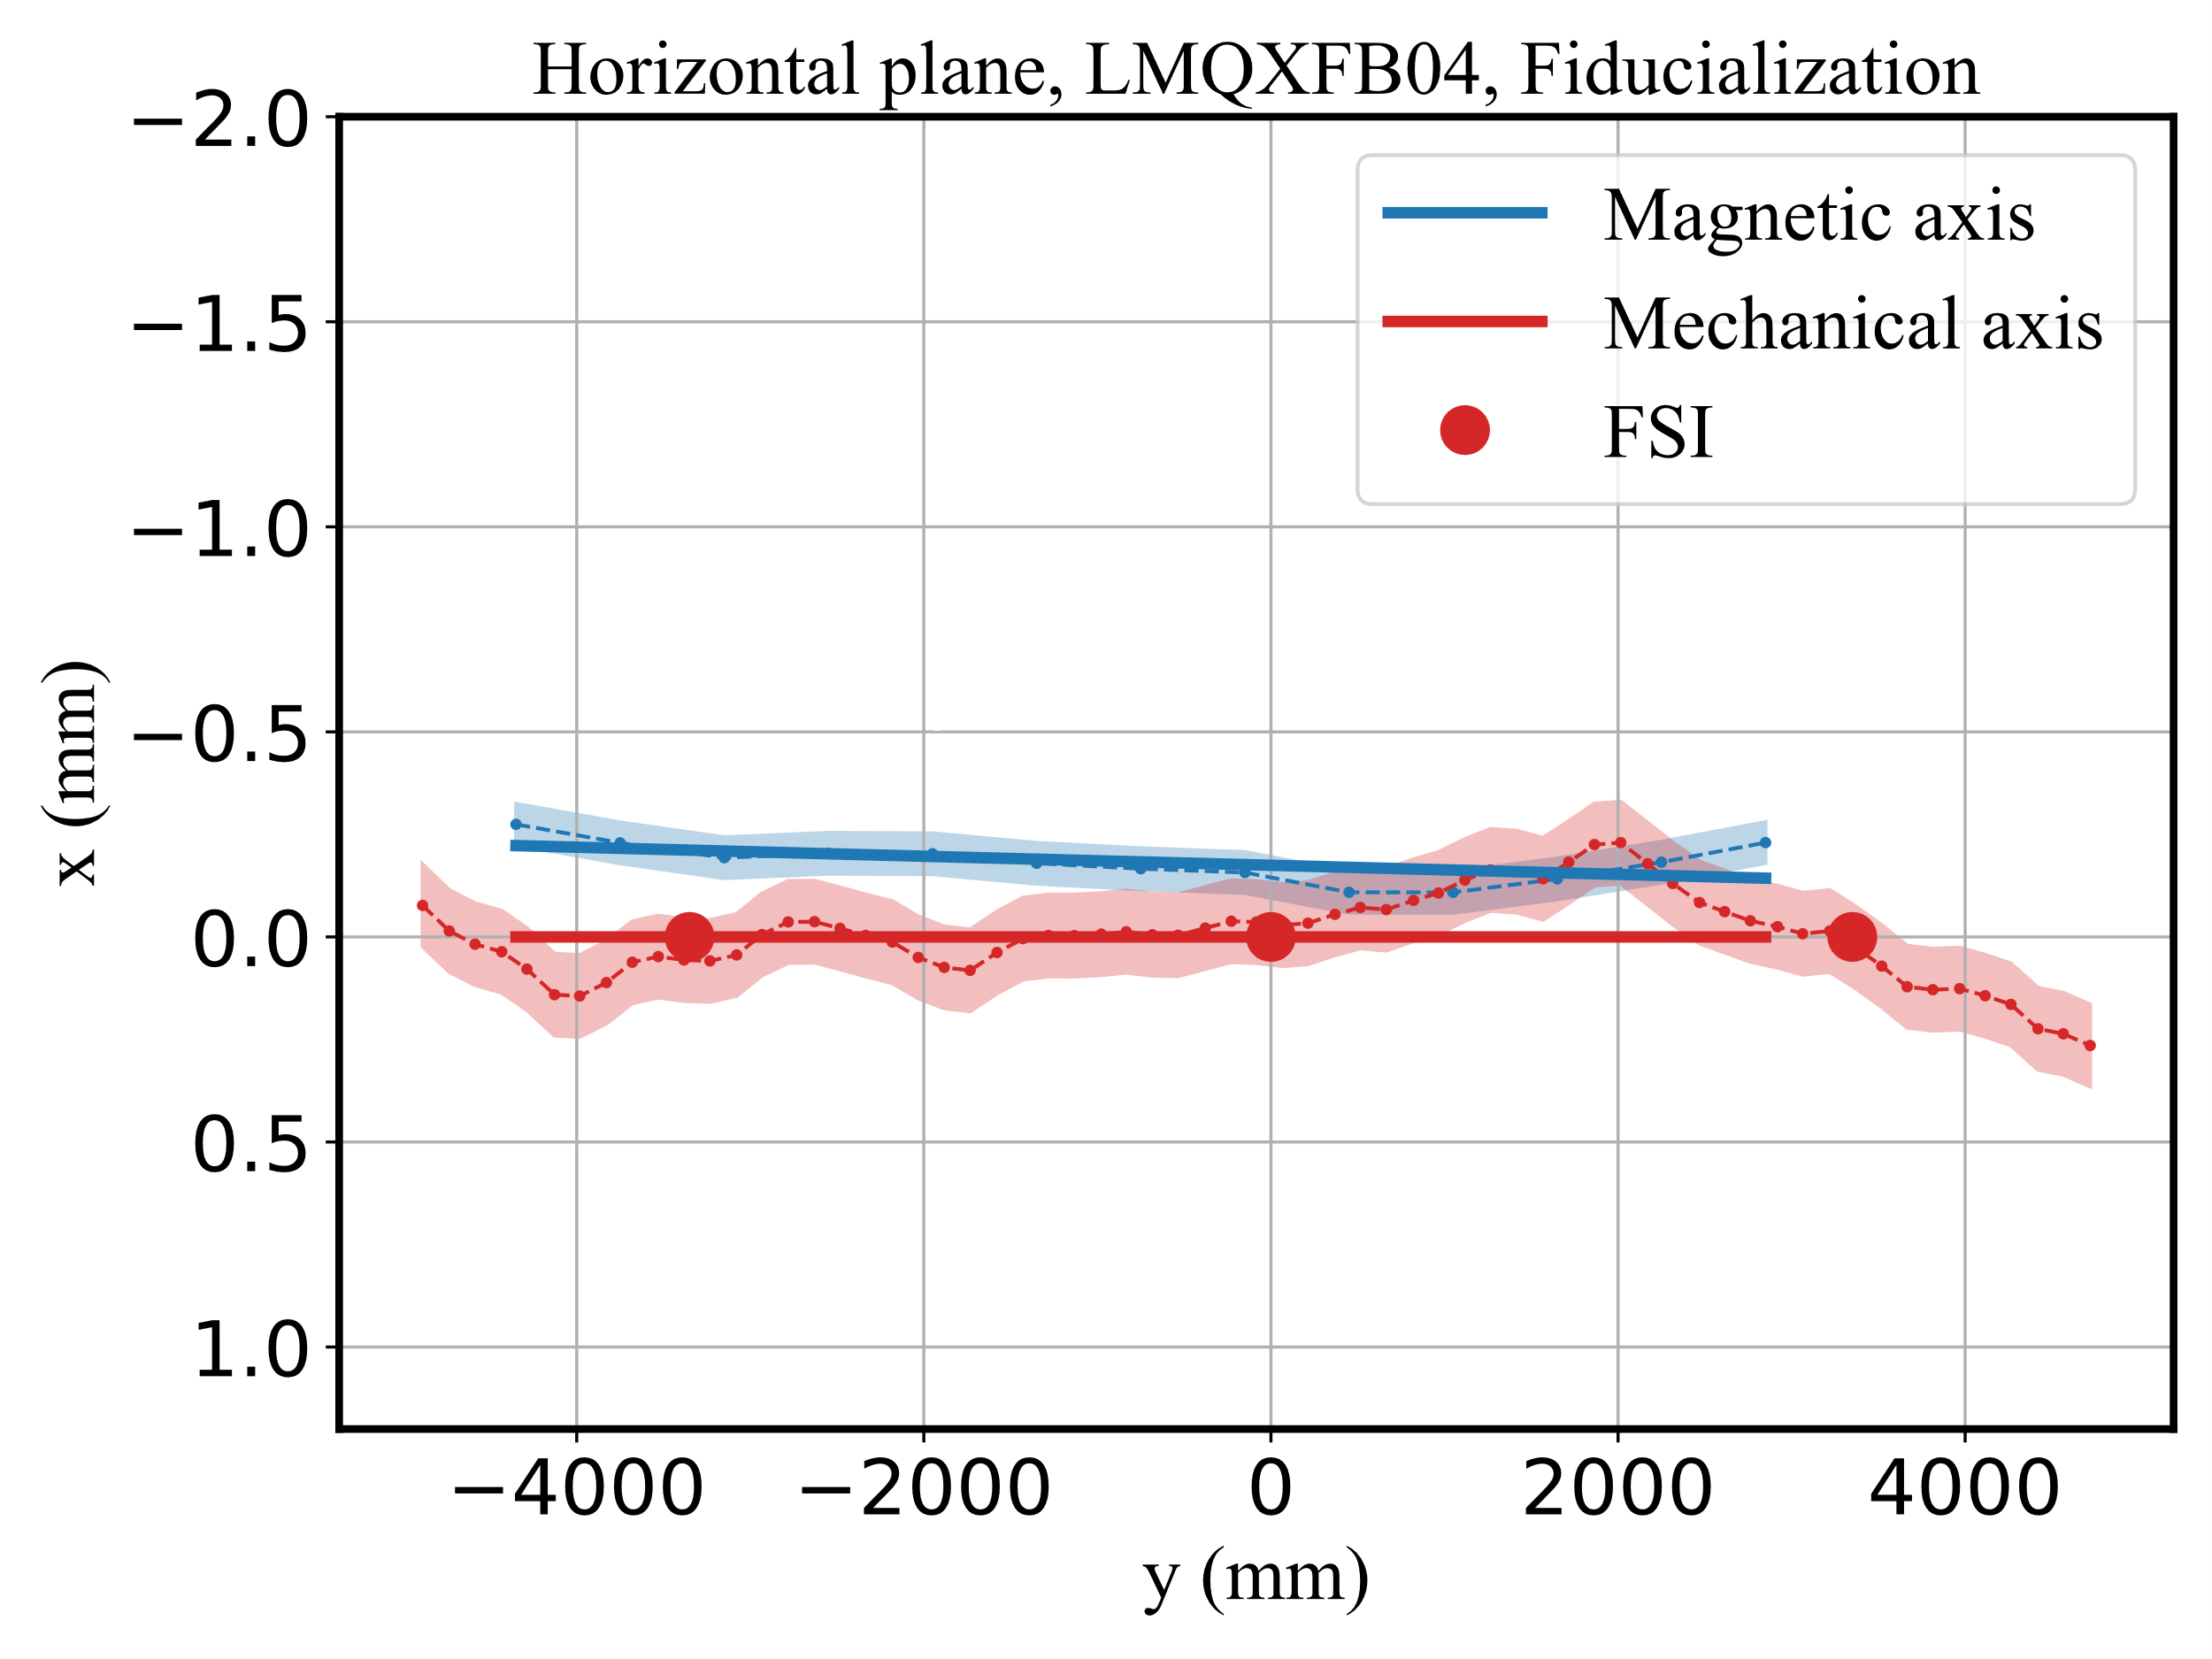 Horizontal plane, LMQXFB04, Fiducialization
−2.0
−1.5
−1.0
−0.5
0.0
0.5
1.0
x (mm)
Magnetic axis
Mechanical axis
FSI
−4000
−2000
0
2000
4000
y (mm)